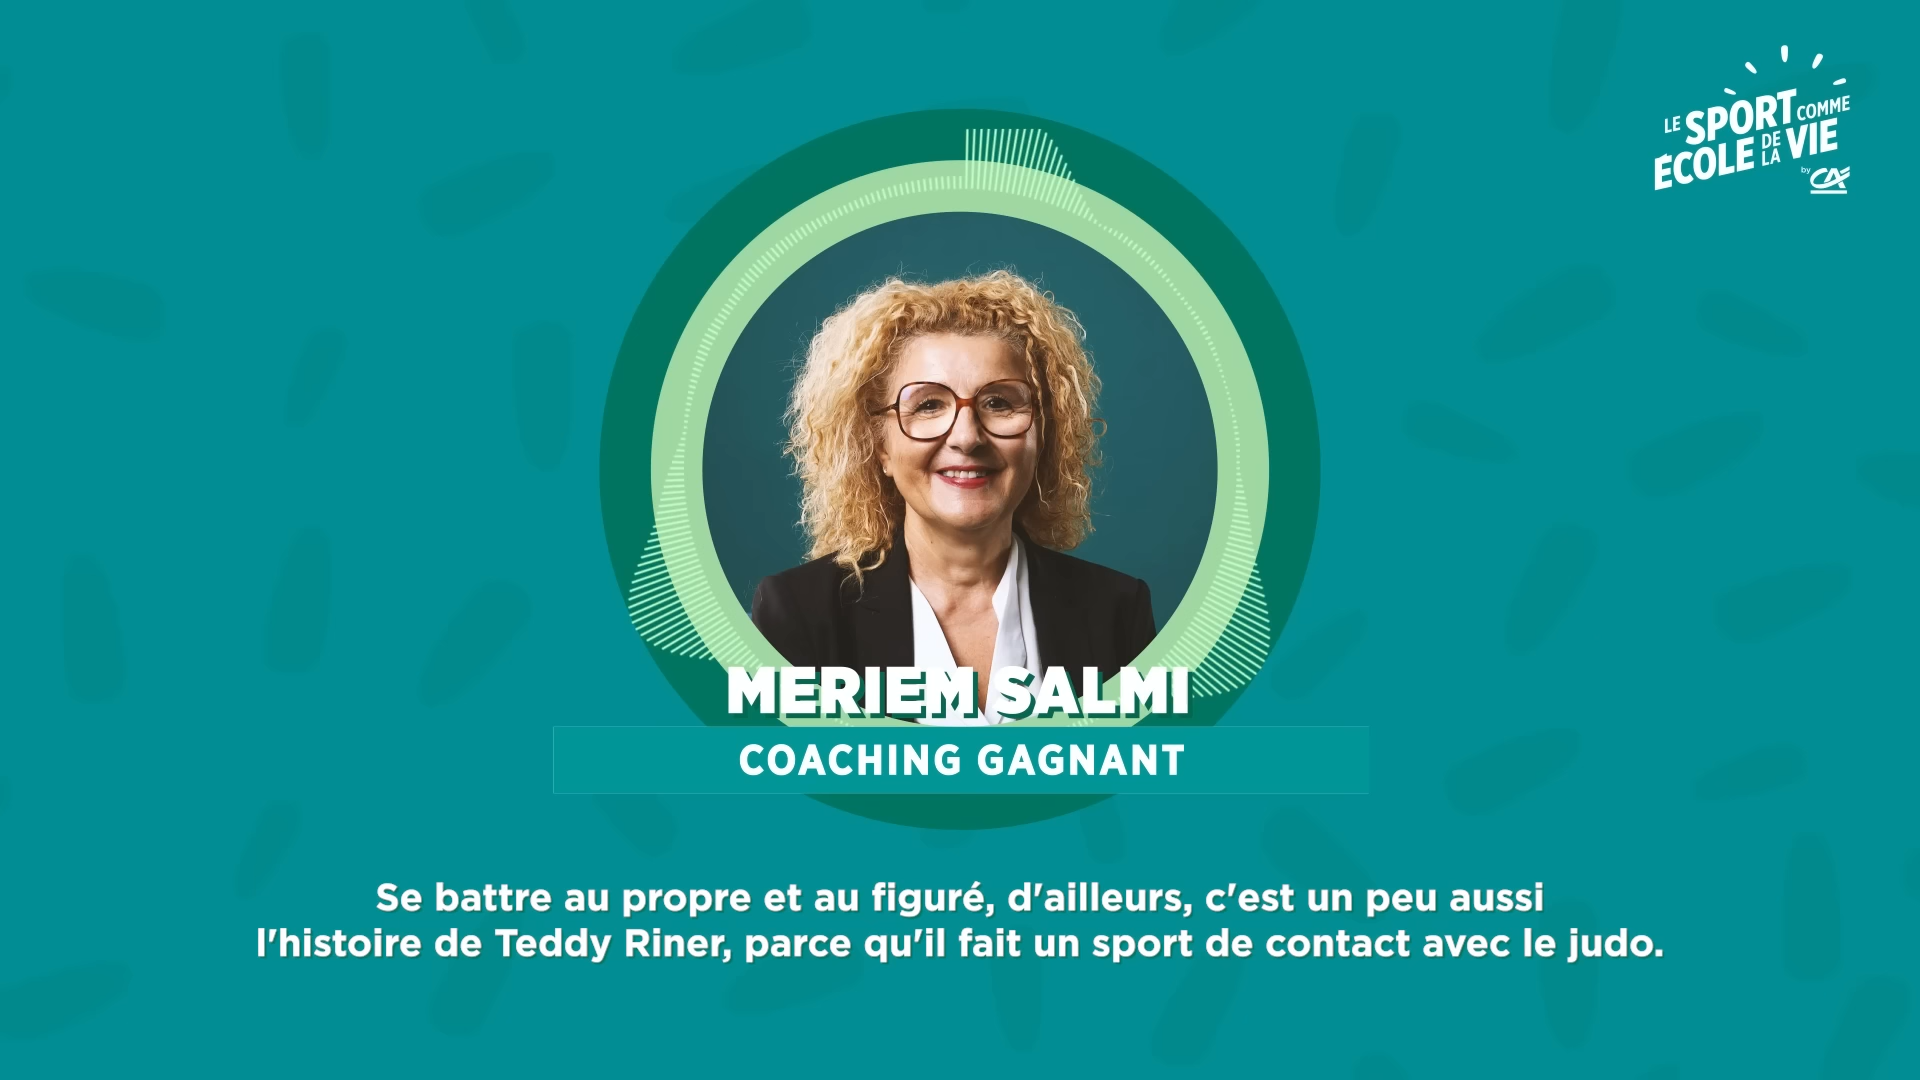 LE SPORT COMME
ÉCOLE DE LA VIE
by CA
MERIEM SALMI
COACHING GAGNANT
Se battre au propre et au figuré, d'ailleurs, c'est un peu aussi
l'histoire de Teddy Riner, parce qu'il fait un sport de contact avec le judo.